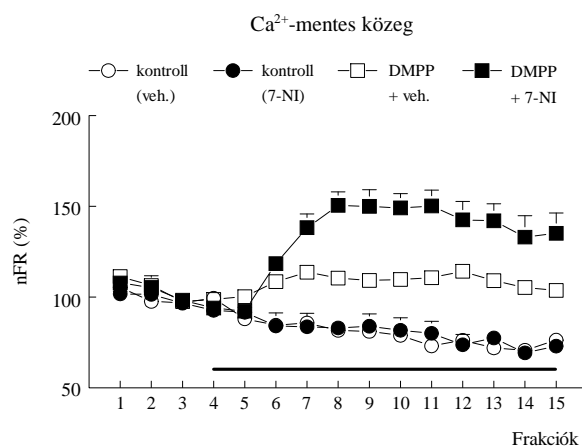 Ca²⁺-mentes közeg
kontroll kontroll DMPP DMPP
(veh.) (7-NI) + veh. + 7-NI
200
150
100
50
nFR (%)
1 2 3 4 5 6 7 8 9 10 11 12 13 14 15
Frakciók